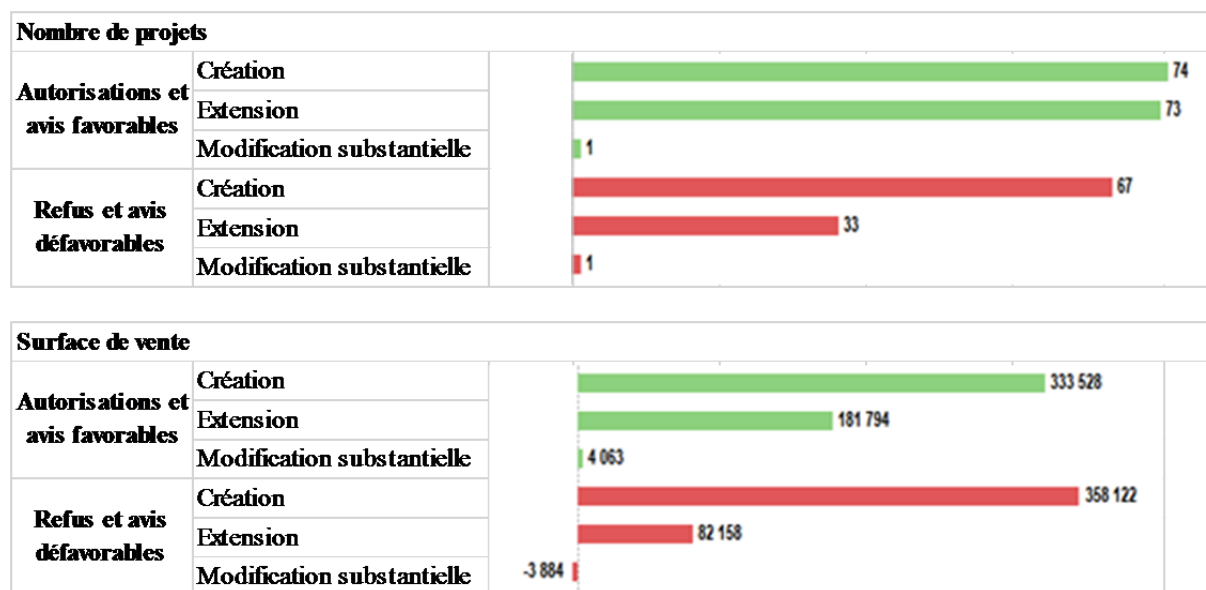 Nombre de projets
Autorisations et
avis favorables
Création
74
Extension
73
Modification substantielle
1
Refus et avis
défavorables
Création
67
Extension
33
Modification substantielle
1
Surface de vente
Autorisations et
avis favorables
Création
333 528
Extension
181 794
Modification substantielle
4 063
Refus et avis
défavorables
Création
358 122
Extension
82 158
Modification substantielle
-3 884